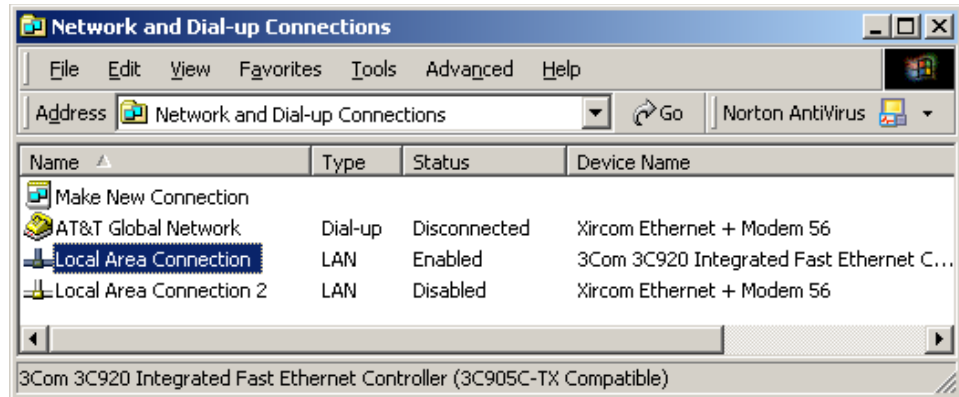 Network and Dial-up Connections
File Edit View Favorites Tools Advanced Help
Address Network and Dial-up Connections Go Norton AntiVirus
Name Type Status Device Name
Make New Connection
AT&T Global Network Dial-up Disconnected Xircom Ethernet + Modem 56
Local Area Connection LAN Enabled 3Com 3C920 Integrated Fast Ethernet C...
Local Area Connection 2 LAN Disabled Xircom Ethernet + Modem 56
3Com 3C920 Integrated Fast Ethernet Controller (3C905C-TX Compatible)